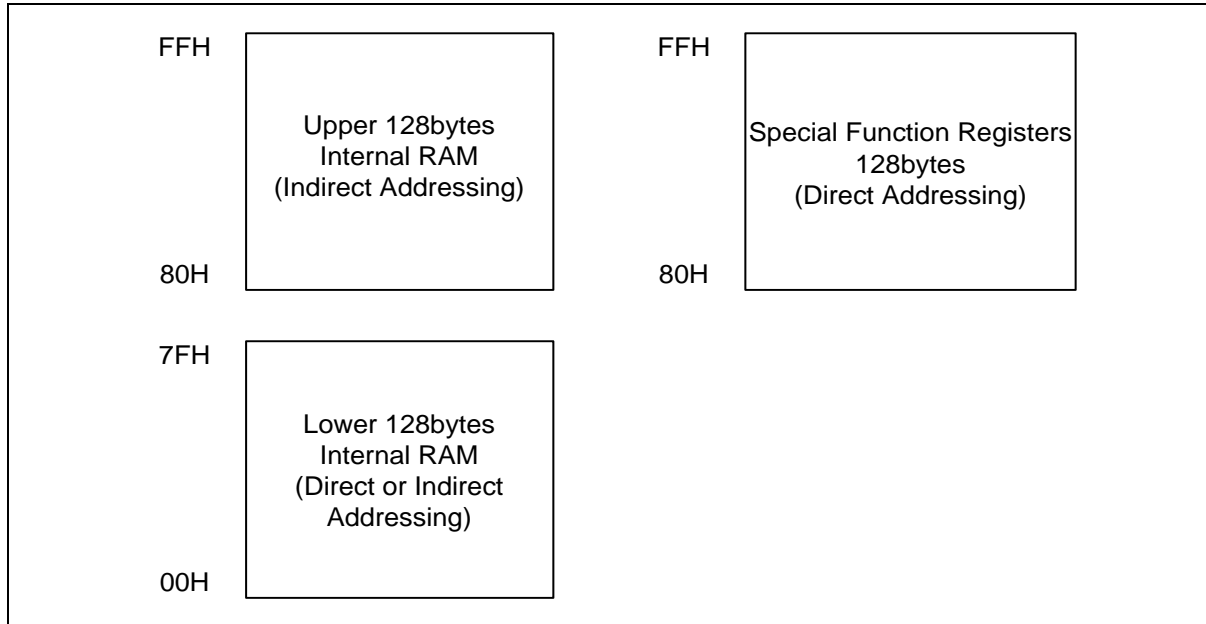 FFH
Upper 128bytes
Internal RAM
(Indirect Addressing)
80H
FFH
Special Function Registers
128bytes
(Direct Addressing)
80H
7FH
Lower 128bytes
Internal RAM
(Direct or Indirect
Addressing)
00H